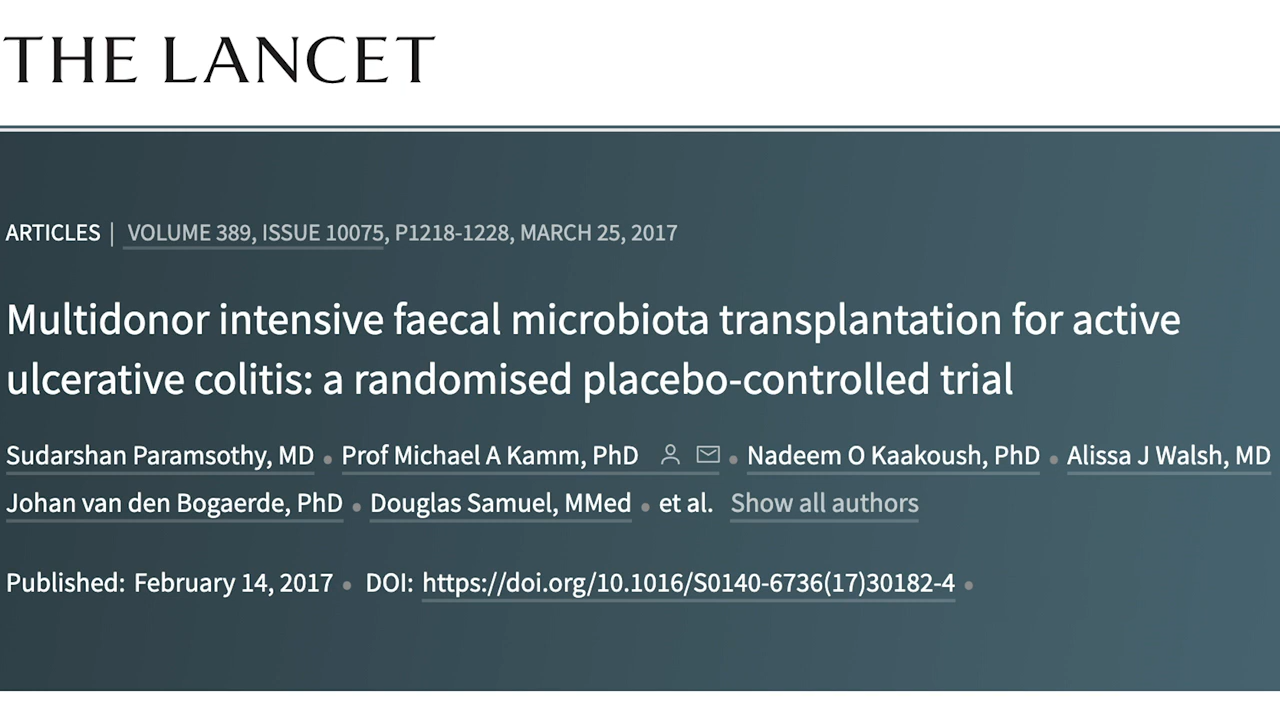 THE LANCET
ARTICLES | VOLUME 389, ISSUE 10075, P1218-1228, MARCH 25, 2017
Multidonor intensive faecal microbiota transplantation for active
ulcerative colitis: a randomised placebo-controlled trial
Sudarshan Paramsothy, MD • Prof Michael A Kamm, PhD • Nadeem O Kaakoush, PhD • Alissa J Walsh, MD
Johan van den Bogaerde, PhD • Douglas Samuel, MMed • et al. Show all authors
Published: February 14, 2017 • DOI: https://doi.org/10.1016/S0140-6736(17)30182-4 •